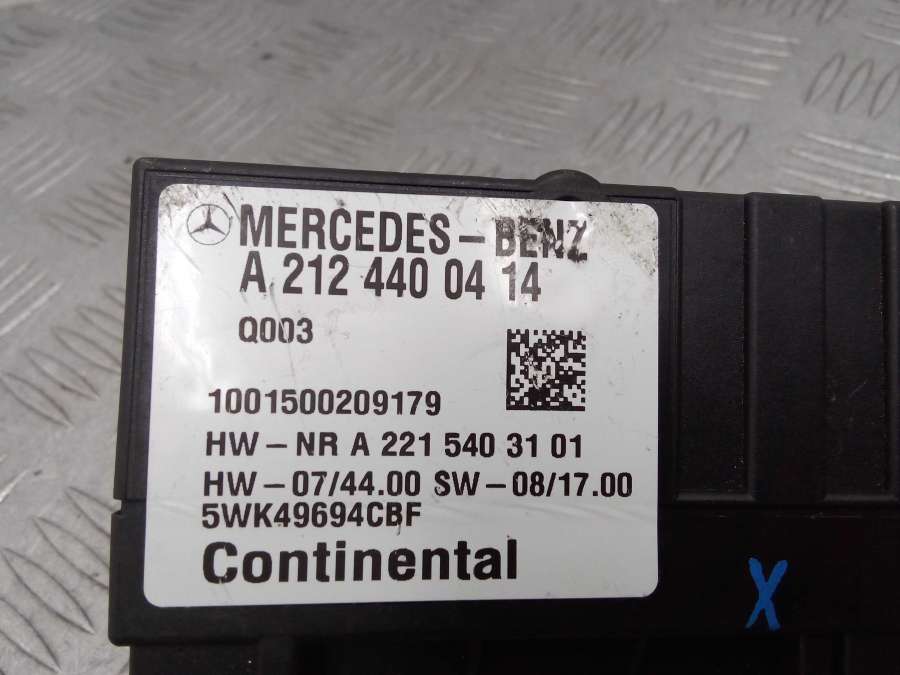 MERCEDES-BENZ
A 212 440 04 14
Q003
1001500209179
HW-NR A 221 540 31 01
HW-07/44.00 SW-08/17.00
5WK49694CBF
Continental
X